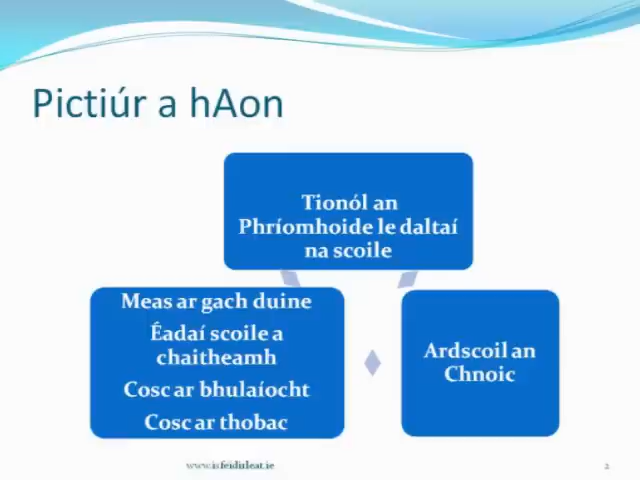 Pictiúr a hAon
Tionól an
Phríomhoide le daltaí
na scoile
Meas ar gach duine
Éadaí scoile a
chaitheamh
Cosc ar bhulaíocht
Cosc ar thobac
Ardscoil an
Chnoic
www.isfeidirleat.ie
2